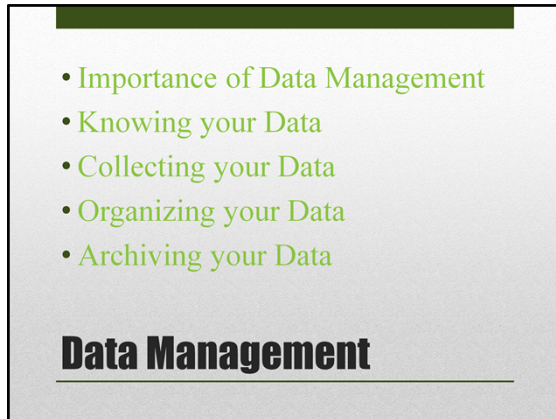 • Importance of Data Management
• Knowing your Data
• Collecting your Data
• Organizing your Data
• Archiving your Data
Data Management